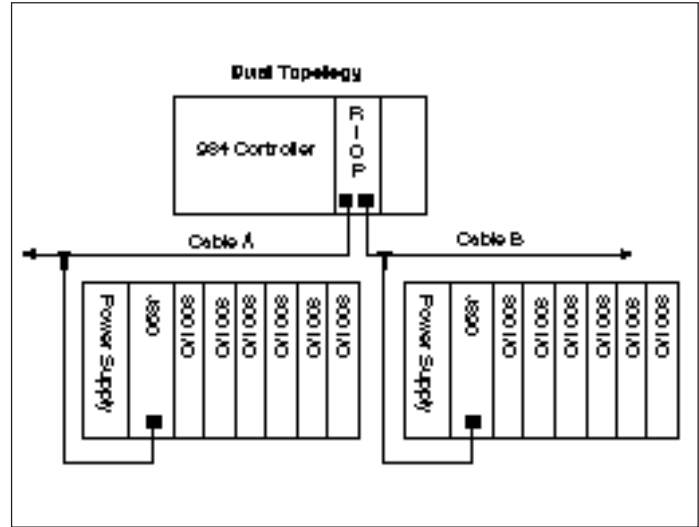 Dual Topology
984 Controller
RIOP
Cable A
Cable B
Power Supply
J890
800 I/O
800 I/O
800 I/O
800 I/O
800 I/O
800 I/O
Power Supply
J890
800 I/O
800 I/O
800 I/O
800 I/O
800 I/O
800 I/O